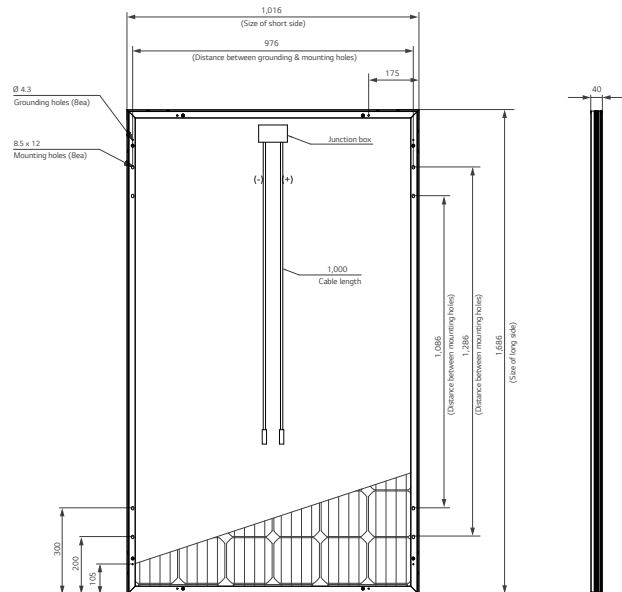 1,016
(Size of short side)
976
(Distance between grounding & mounting holes)
175
40
Ø 4.3
Grounding holes (8ea)
8.5 x 12
Mounting holes (8ea)
Junction box
(-)
(+)
1,000
Cable length
1,086
(Distance between mounting holes)
1,286
(Distance between mounting holes)
1,686
(Size of long side)
300
200
105